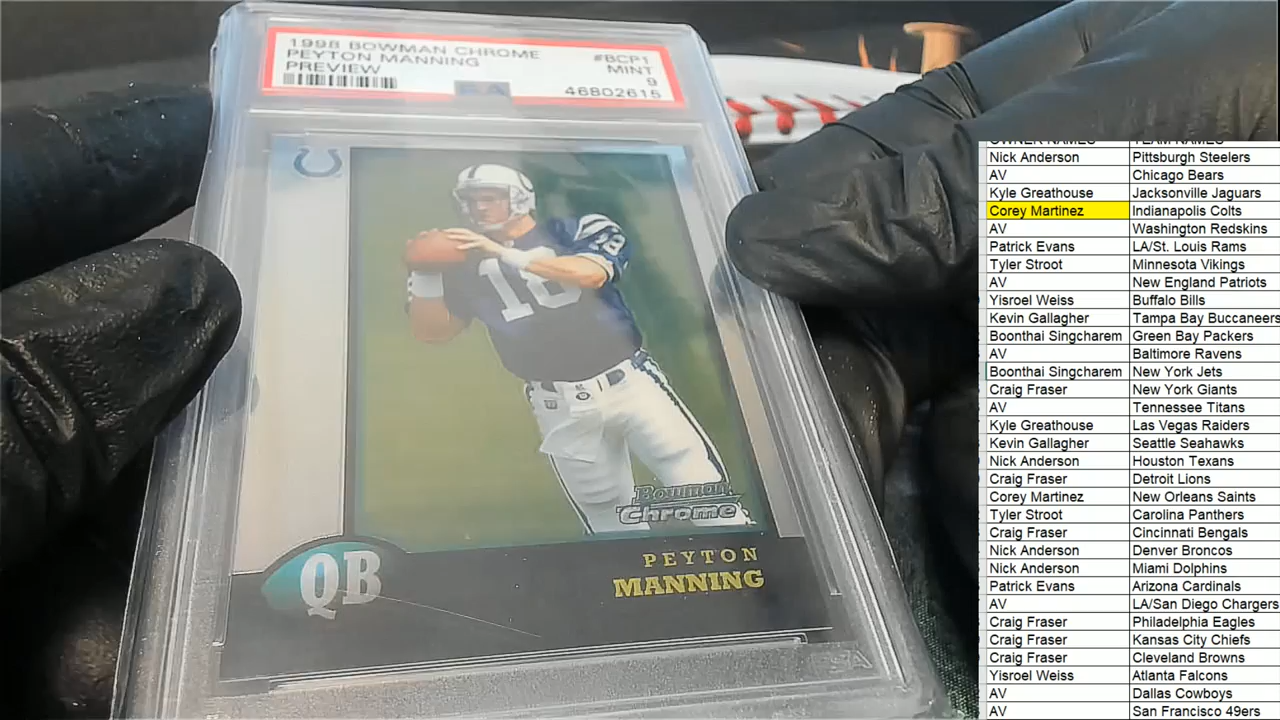 1998 BOWMAN CHROME #BCP1
PEYTON MANNING MINT
PREVIEW 9
46802615
18
18
Bowman
Chrome
QB
PEYTON
MANNING
PSA
OWNER NAMES TEAM NAMES
Nick Anderson Pittsburgh Steelers
AV Chicago Bears
Kyle Greathouse Jacksonville Jaguars
Corey Martinez Indianapolis Colts
AV Washington Redskins
Patrick Evans LA/St. Louis Rams
Tyler Stroot Minnesota Vikings
AV New England Patriots
Yisroel Weiss Buffalo Bills
Kevin Gallagher Tampa Bay Buccaneers
Boonthai Singcharem Green Bay Packers
AV Baltimore Ravens
Boonthai Singcharem New York Jets
Craig Fraser New York Giants
AV Tennessee Titans
Kyle Greathouse Las Vegas Raiders
Kevin Gallagher Seattle Seahawks
Nick Anderson Houston Texans
Craig Fraser Detroit Lions
Corey Martinez New Orleans Saints
Tyler Stroot Carolina Panthers
Craig Fraser Cincinnati Bengals
Nick Anderson Denver Broncos
Nick Anderson Miami Dolphins
Patrick Evans Arizona Cardinals
AV LA/San Diego Chargers
Craig Fraser Philadelphia Eagles
Craig Fraser Kansas City Chiefs
Craig Fraser Cleveland Browns
Yisroel Weiss Atlanta Falcons
AV Dallas Cowboys
AV San Francisco 49ers